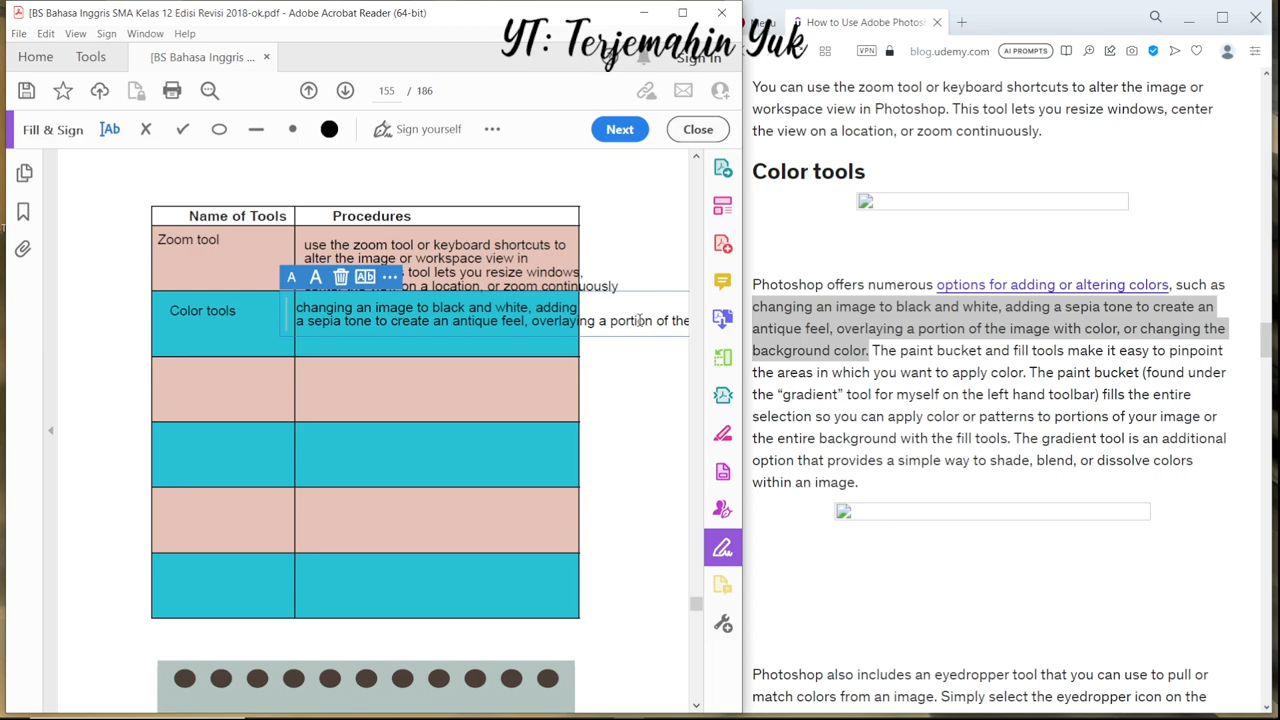 [BS Bahasa Inggris SMA Kelas 12 Edisi Revisi 2018-ok.pdf - Adobe Acrobat Reader (64-bit)
File Edit View Sign Window Help
Home Tools [BS Bahasa Inggris ... × Sign In
YT: Terjemahin Yuk
155 / 186
Fill & Sign Ab Sign yourself ... Next Close
Name of Tools Procedures
Zoom tool
use the zoom tool or keyboard shortcuts to
alter the image or workspace view in
tool lets you resize windows,
on a location, or zoom continuously
A A Ab ...
Color tools
changing an image to black and white, adding
a sepia tone to create an antique feel, overlaying a portion of the
How to Use Adobe Photosh
VPN blog.udemy.com AI PROMPTS
You can use the zoom tool or keyboard shortcuts to alter the image or
workspace view in Photoshop. This tool lets you resize windows, center
the view on a location, or zoom continuously.
Color tools
Photoshop offers numerous options for adding or altering colors, such as
changing an image to black and white, adding a sepia tone to create an
antique feel, overlaying a portion of the image with color, or changing the
background color. The paint bucket and fill tools make it easy to pinpoint
the areas in which you want to apply color. The paint bucket (found under
the “gradient” tool for myself on the left hand toolbar) fills the entire
selection so you can apply color or patterns to portions of your image or
the entire background with the fill tools. The gradient tool is an additional
option that provides a simple way to shade, blend, or dissolve colors
within an image.
Photoshop also includes an eyedropper tool that you can use to pull or
match colors from an image. Simply select the eyedropper icon on the